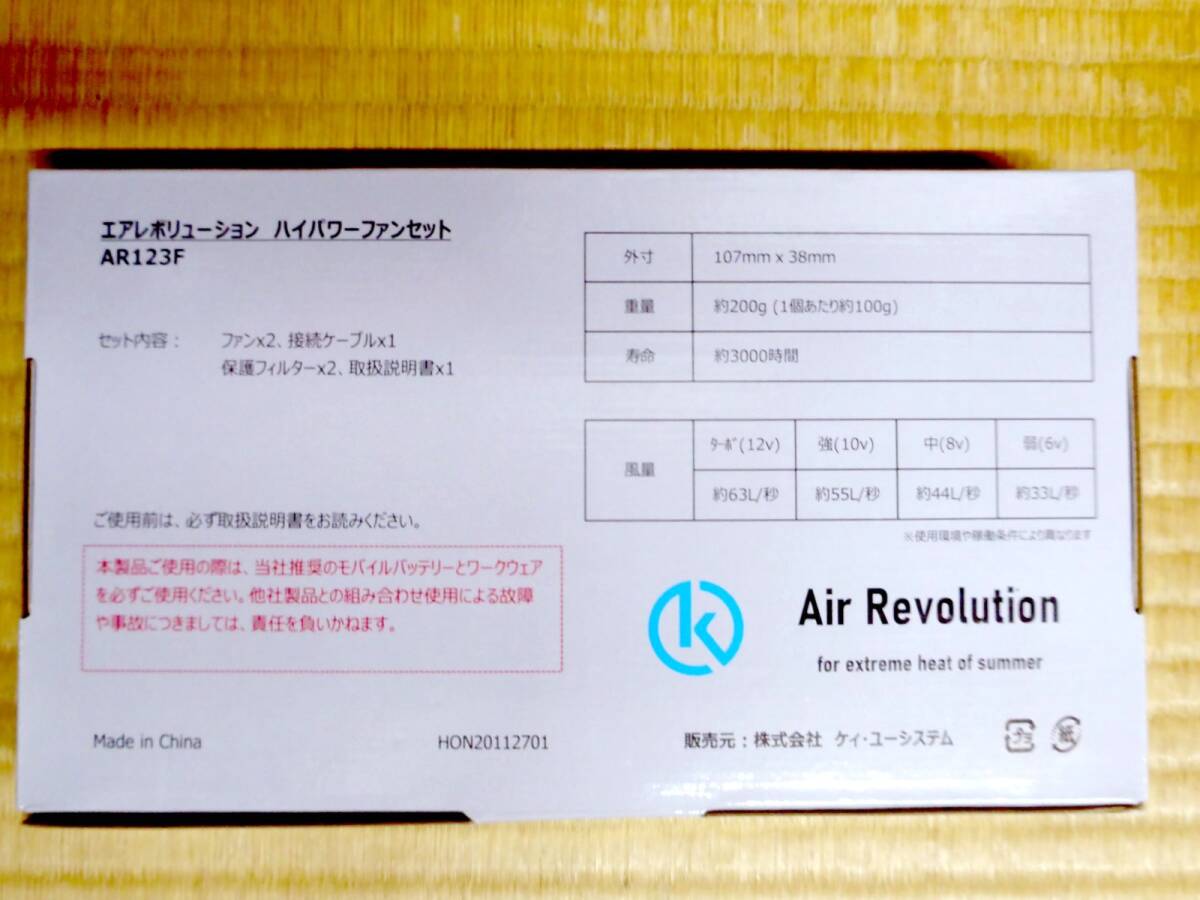 エアレボリューション ハイパワーファンセット
AR123F
セット内容： ファンx2、接続ケーブルx1
保護フィルターx2、取扱説明書x1
外寸 107mm x 38mm
重量 約200g (1個あたり約100g)
寿命 約3000時間
風量 ﾀｰﾎﾞ(12v) 強(10v) 中(8v) 弱(6v)
約63L/秒 約55L/秒 約44L/秒 約33L/秒
※使用環境や稼働条件により異なります
ご使用前は、必ず取扱説明書をお読みください。
本製品ご使用の際は、当社推奨のモバイルバッテリーとワークウェア
を必ずご使用ください。他社製品との組み合わせ使用による故障
や事故につきましては、責任を負いかねます。
k
Air Revolution
for extreme heat of summer
Made in China
HON20112701
販売元：株式会社 ケィ・ユーシステム
プラ
紙